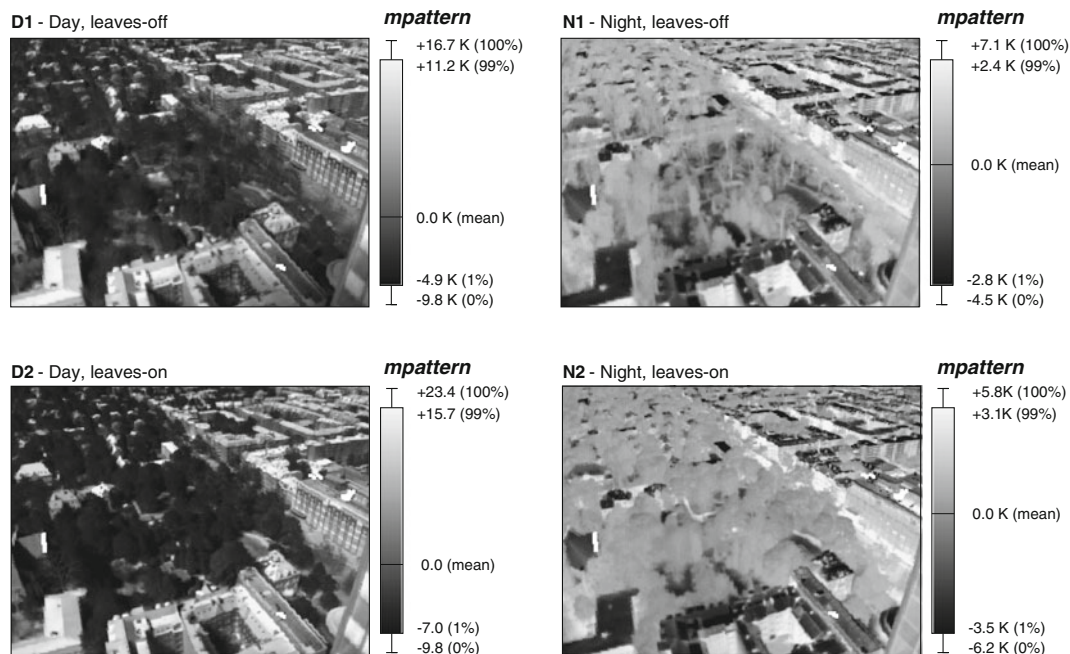 D1 - Day, leaves-off
mpattern
+16.7 K (100%)
+11.2 K (99%)
0.0 K (mean)
-4.9 K (1%)
-9.8 K (0%)
N1 - Night, leaves-off
mpattern
+7.1 K (100%)
+2.4 K (99%)
0.0 K (mean)
-2.8 K (1%)
-4.5 K (0%)
D2 - Day, leaves-on
mpattern
+23.4 (100%)
+15.7 (99%)
0.0 (mean)
-7.0 (1%)
-9.8 (0%)
N2 - Night, leaves-on
mpattern
+5.8K (100%)
+3.1K (99%)
0.0 K (mean)
-3.5 K (1%)
-6.2 K (0%)